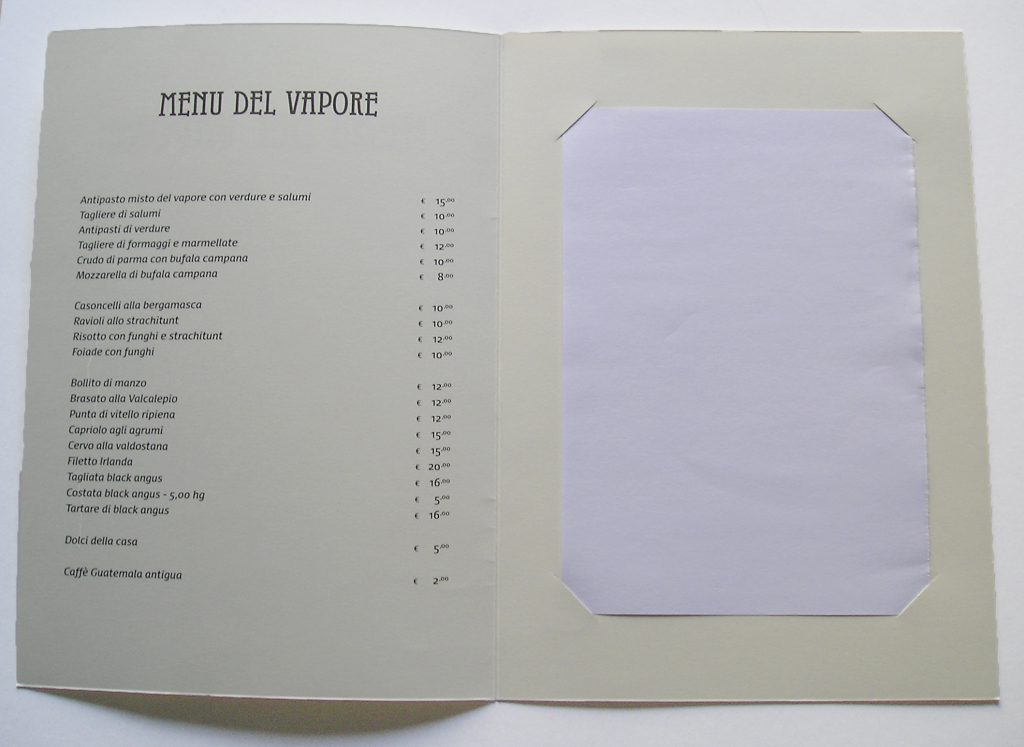 MENU DEL VAPORE
Antipasto misto del vapore con verdure e salumi € 15,00
Tagliere di salumi € 10,00
Antipasti di verdure € 10,00
Tagliere di formaggi e marmellate € 12,00
Crudo di parma con bufala campana € 10,00
Mozzarella di bufala campana € 8,00
Casoncelli alla bergamasca € 10,00
Ravioli allo strachitunt € 10,00
Risotto con funghi e strachitunt € 12,00
Foiade con funghi € 10,00
Bollito di manzo € 12,00
Brasato alla Valcalepio € 12,00
Punta di vitello ripiena € 12,00
Capriolo agli agrumi € 15,00
Cervo alla valdostana € 15,00
Filetto Irlanda € 20,00
Tagliata black angus € 16,00
Costata black angus - 5,00 hg € 5,00
Tartare di black angus € 16,00
Dolci della casa € 5,00
Caffè Guatemala antigua € 2,00